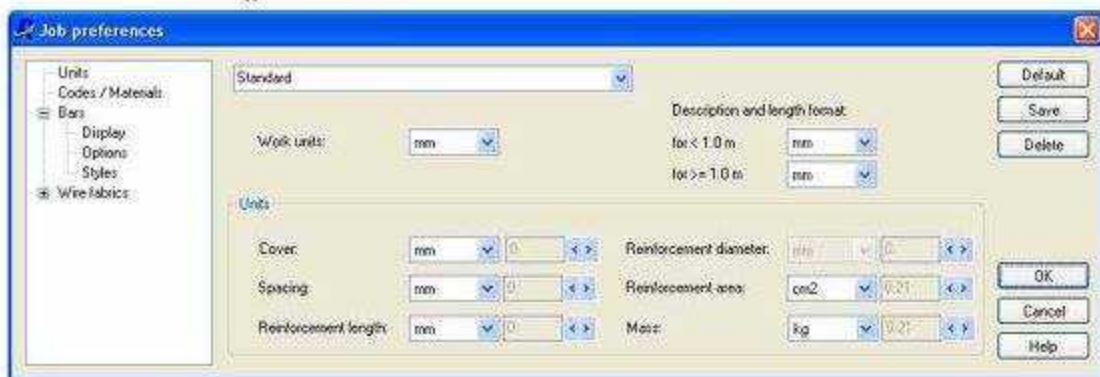 Job preferences
Units
Codes / Materials
Bars
Display
Options
Styles
Wire fabrics
Standard
Work units: mm
Description and length format
for < 1.0 m mm
for >= 1.0 m mm
Units
Cover: mm 0
Reinforcement diameter: mm 0
Spacing: mm 0
Reinforcement area: cm2 0.21
Reinforcement length: mm 0
Mass: kg 0.21
Default
Save
Delete
OK
Cancel
Help